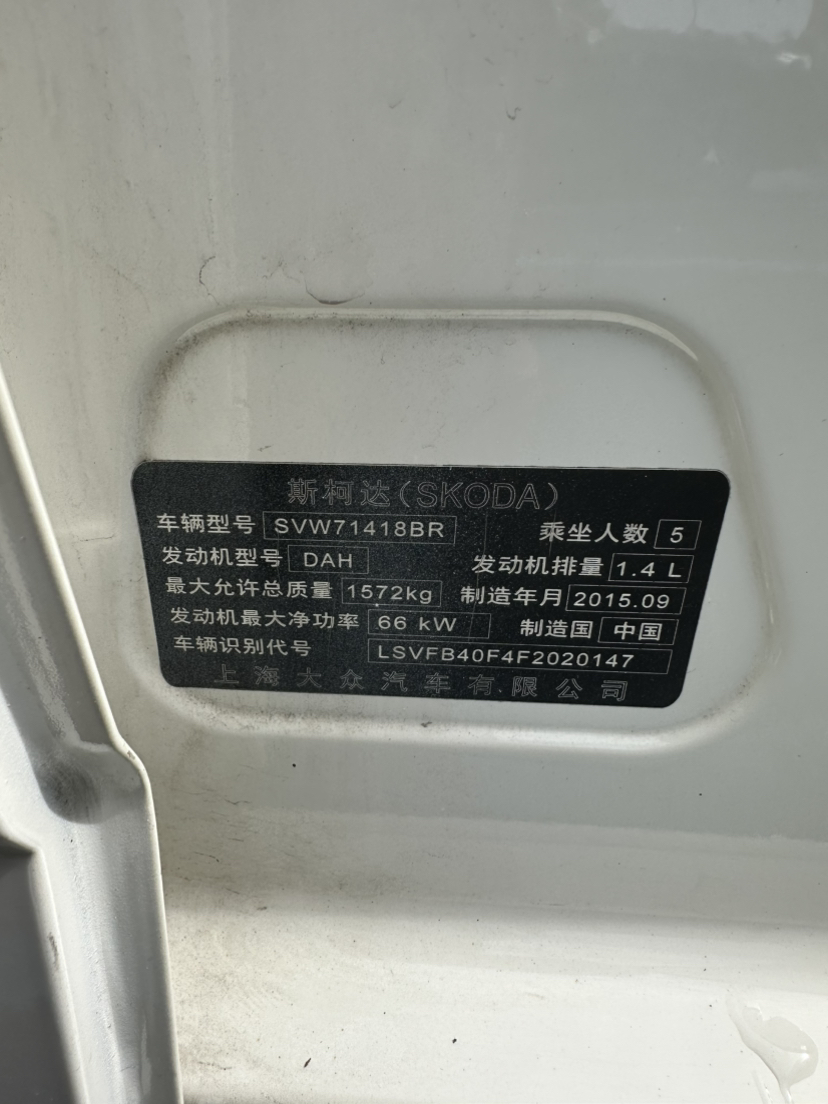 斯柯达(SKODA)
车辆型号 SVW71418BR 乘坐人数 5
发动机型号 DAH 发动机排量 1.4 L
最大允许总质量 1572kg 制造年月 2015.09
发动机最大净功率 66 kW 制造国 中国
车辆识别代号 LSVFB40F4F2020147
上海大众汽车有限公司